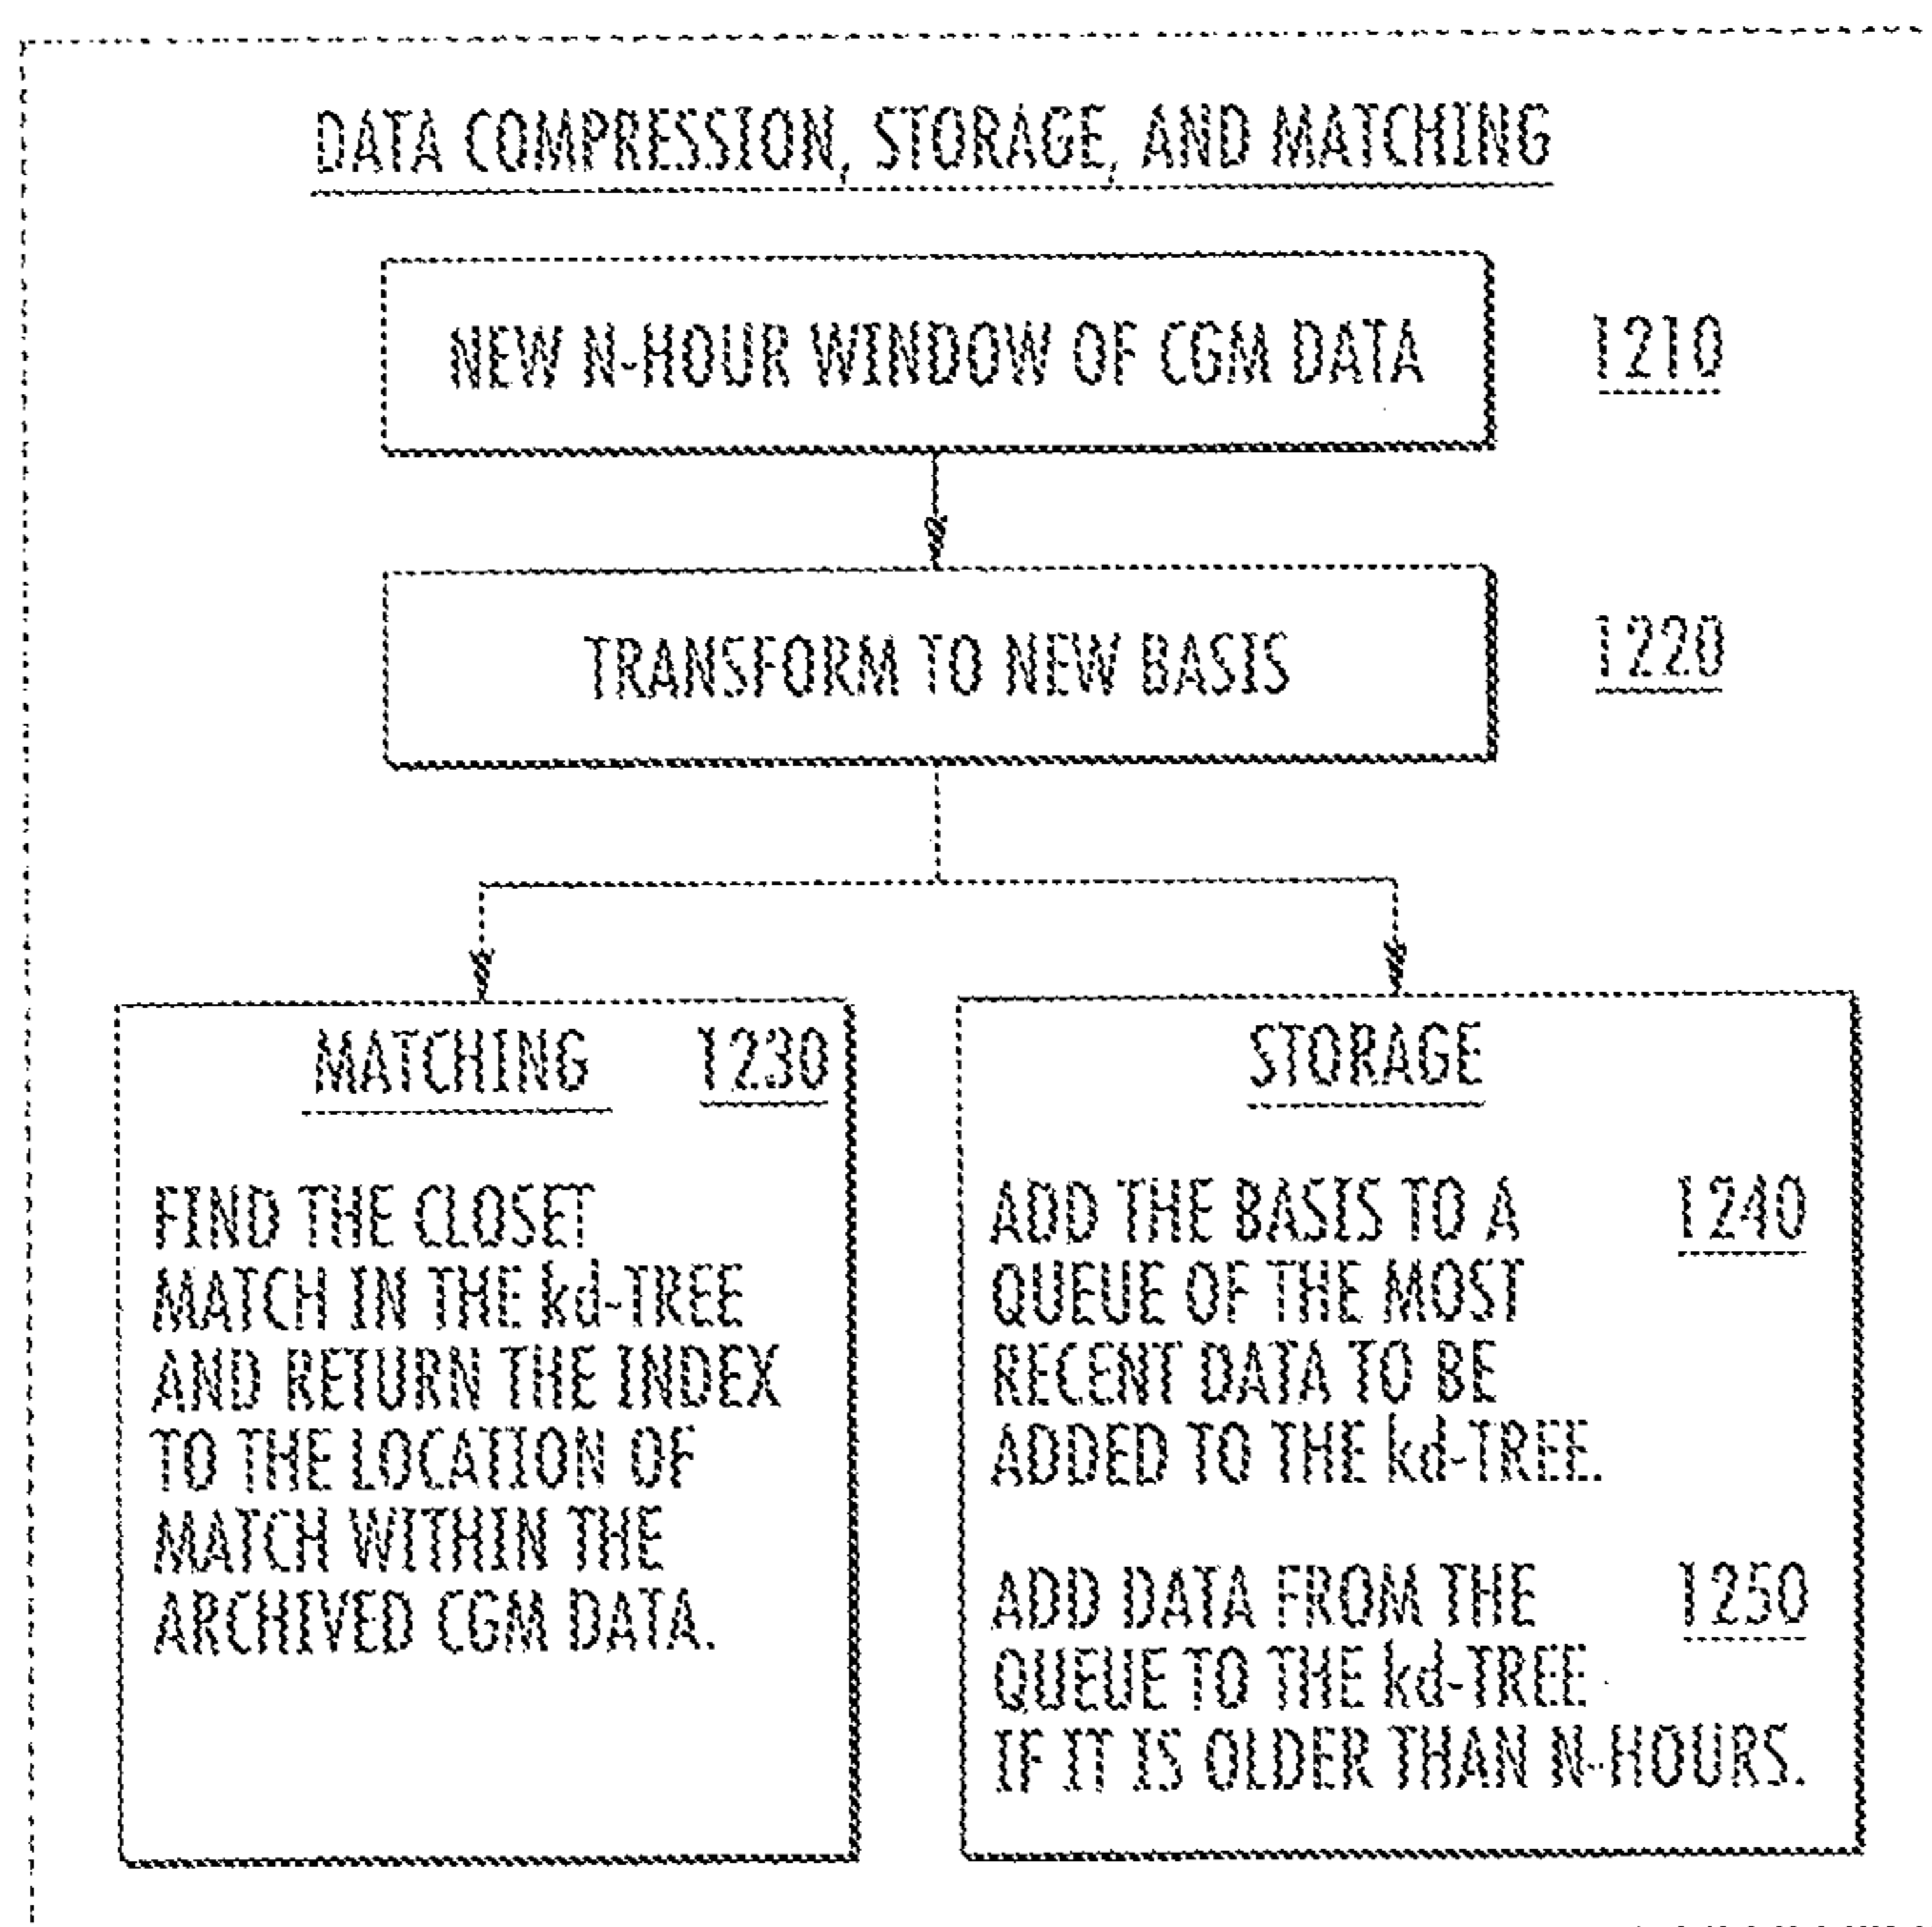 DATA COMPRESSION, STORAGE, AND MATCHING
NEW N-HOUR WINDOW OF CGM DATA
1210
TRANSFORM TO NEW BASIS
1220
MATCHING 1230
FIND THE CLOSET
MATCH IN THE kd-TREE
AND RETURN THE INDEX
TO THE LOCATION OF
MATCH WITHIN THE
ARCHIVED CGM DATA.
STORAGE
ADD THE BASIS TO A 1240
QUEUE OF THE MOST
RECENT DATA TO BE
ADDED TO THE kd-TREE.
ADD DATA FROM THE 1250
QUEUE TO THE kd-TREE
IF IT IS OLDER THAN N-HOURS.